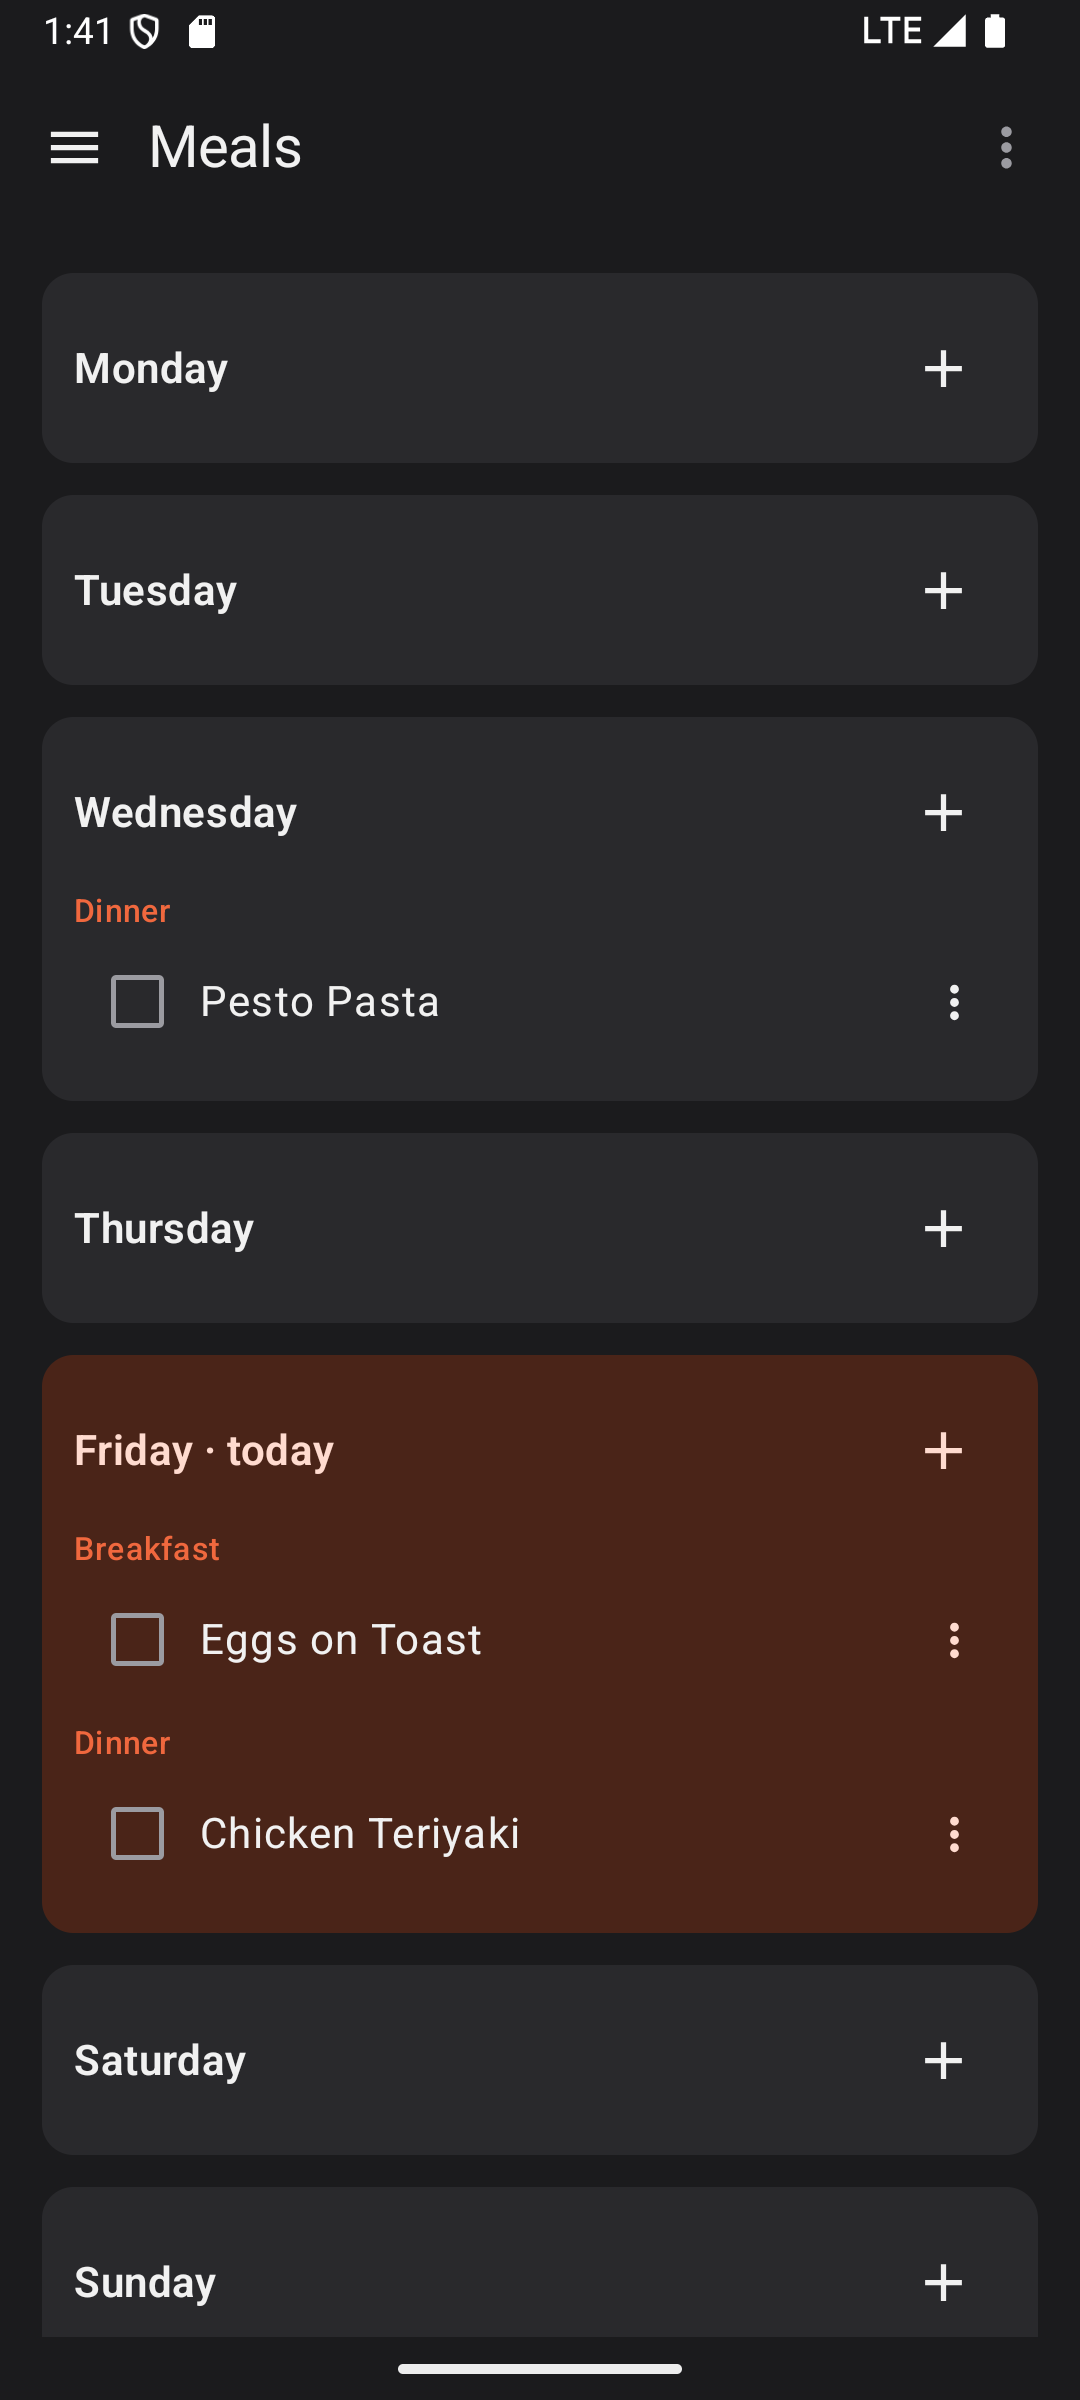 1:41
LTE
Meals
Monday
Tuesday
Wednesday
Dinner
Pesto Pasta
Thursday
Friday · today
Breakfast
Eggs on Toast
Dinner
Chicken Teriyaki
Saturday
Sunday